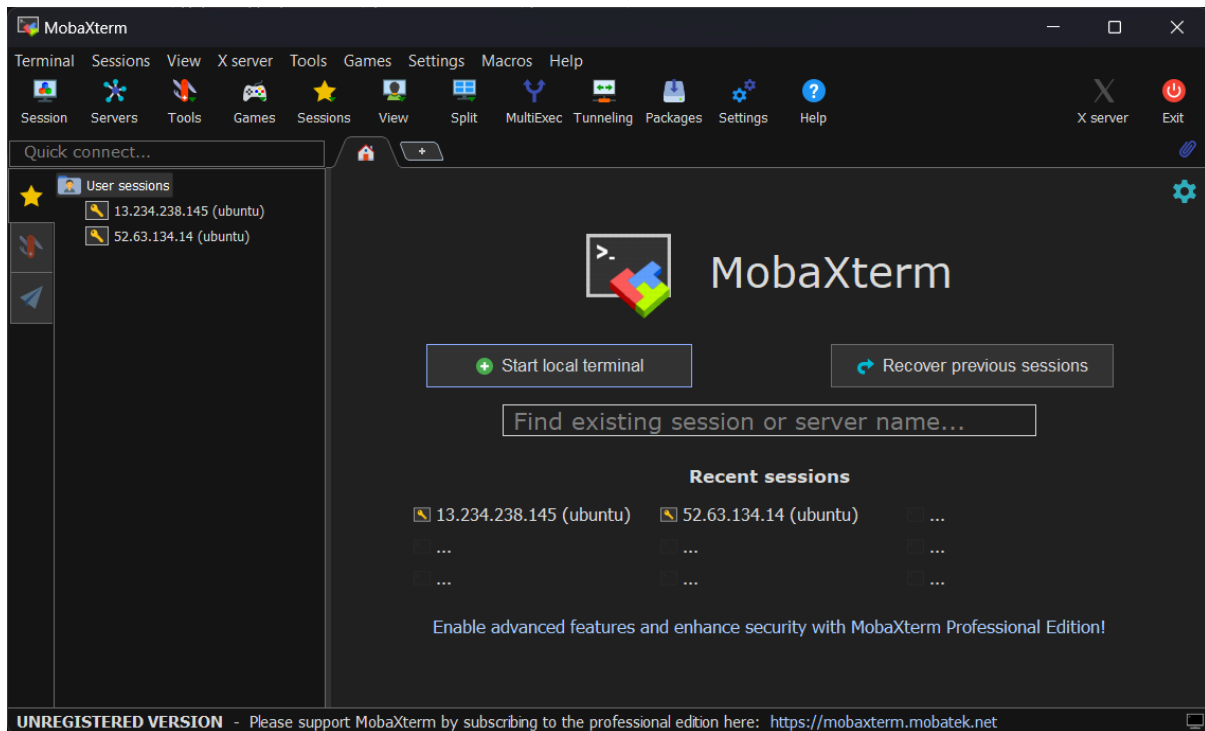 MobaXterm
Terminal Sessions View X server Tools Games Settings Macros Help
Session Servers Tools Games Sessions View Split MultiExec Tunneling Packages Settings Help X server Exit
Quick connect...
User sessions
13.234.238.145 (ubuntu)
52.63.134.14 (ubuntu)
>_
MobaXterm
Start local terminal Recover previous sessions
Find existing session or server name...
Recent sessions
13.234.238.145 (ubuntu) 52.63.134.14 (ubuntu) ...
... ... ...
... ... ...
Enable advanced features and enhance security with MobaXterm Professional Edition!
UNREGISTERED VERSION - Please support MobaXterm by subscribing to the professional edition here: https://mobaxterm.mobatek.net